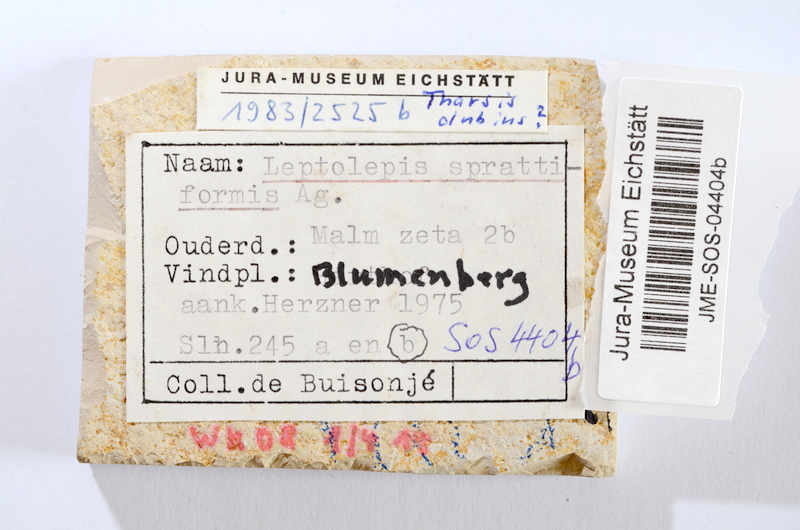 JURA-MUSEUM EICHSTÄTT
1983/2525 b Tharsis
dubius?
Naam: Leptolepis spratti-
formis Ag.
Ouderd.: Malm zeta 2b
Vindpl.: Blumenberg
aank.Herzner 1975
Slh.245 a en b SOS 4404
b
Coll.de Buisonjé
Jura-Museum Eichstätt
JME-SOS-04404b